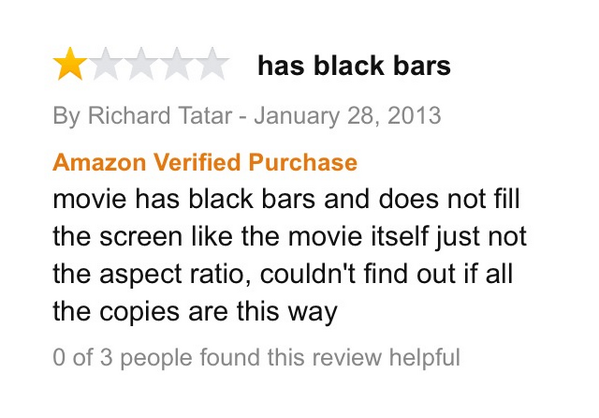 has black bars
By Richard Tatar - January 28, 2013
Amazon Verified Purchase
movie has black bars and does not fill
the screen like the movie itself just not
the aspect ratio, couldn't find out if all
the copies are this way
0 of 3 people found this review helpful